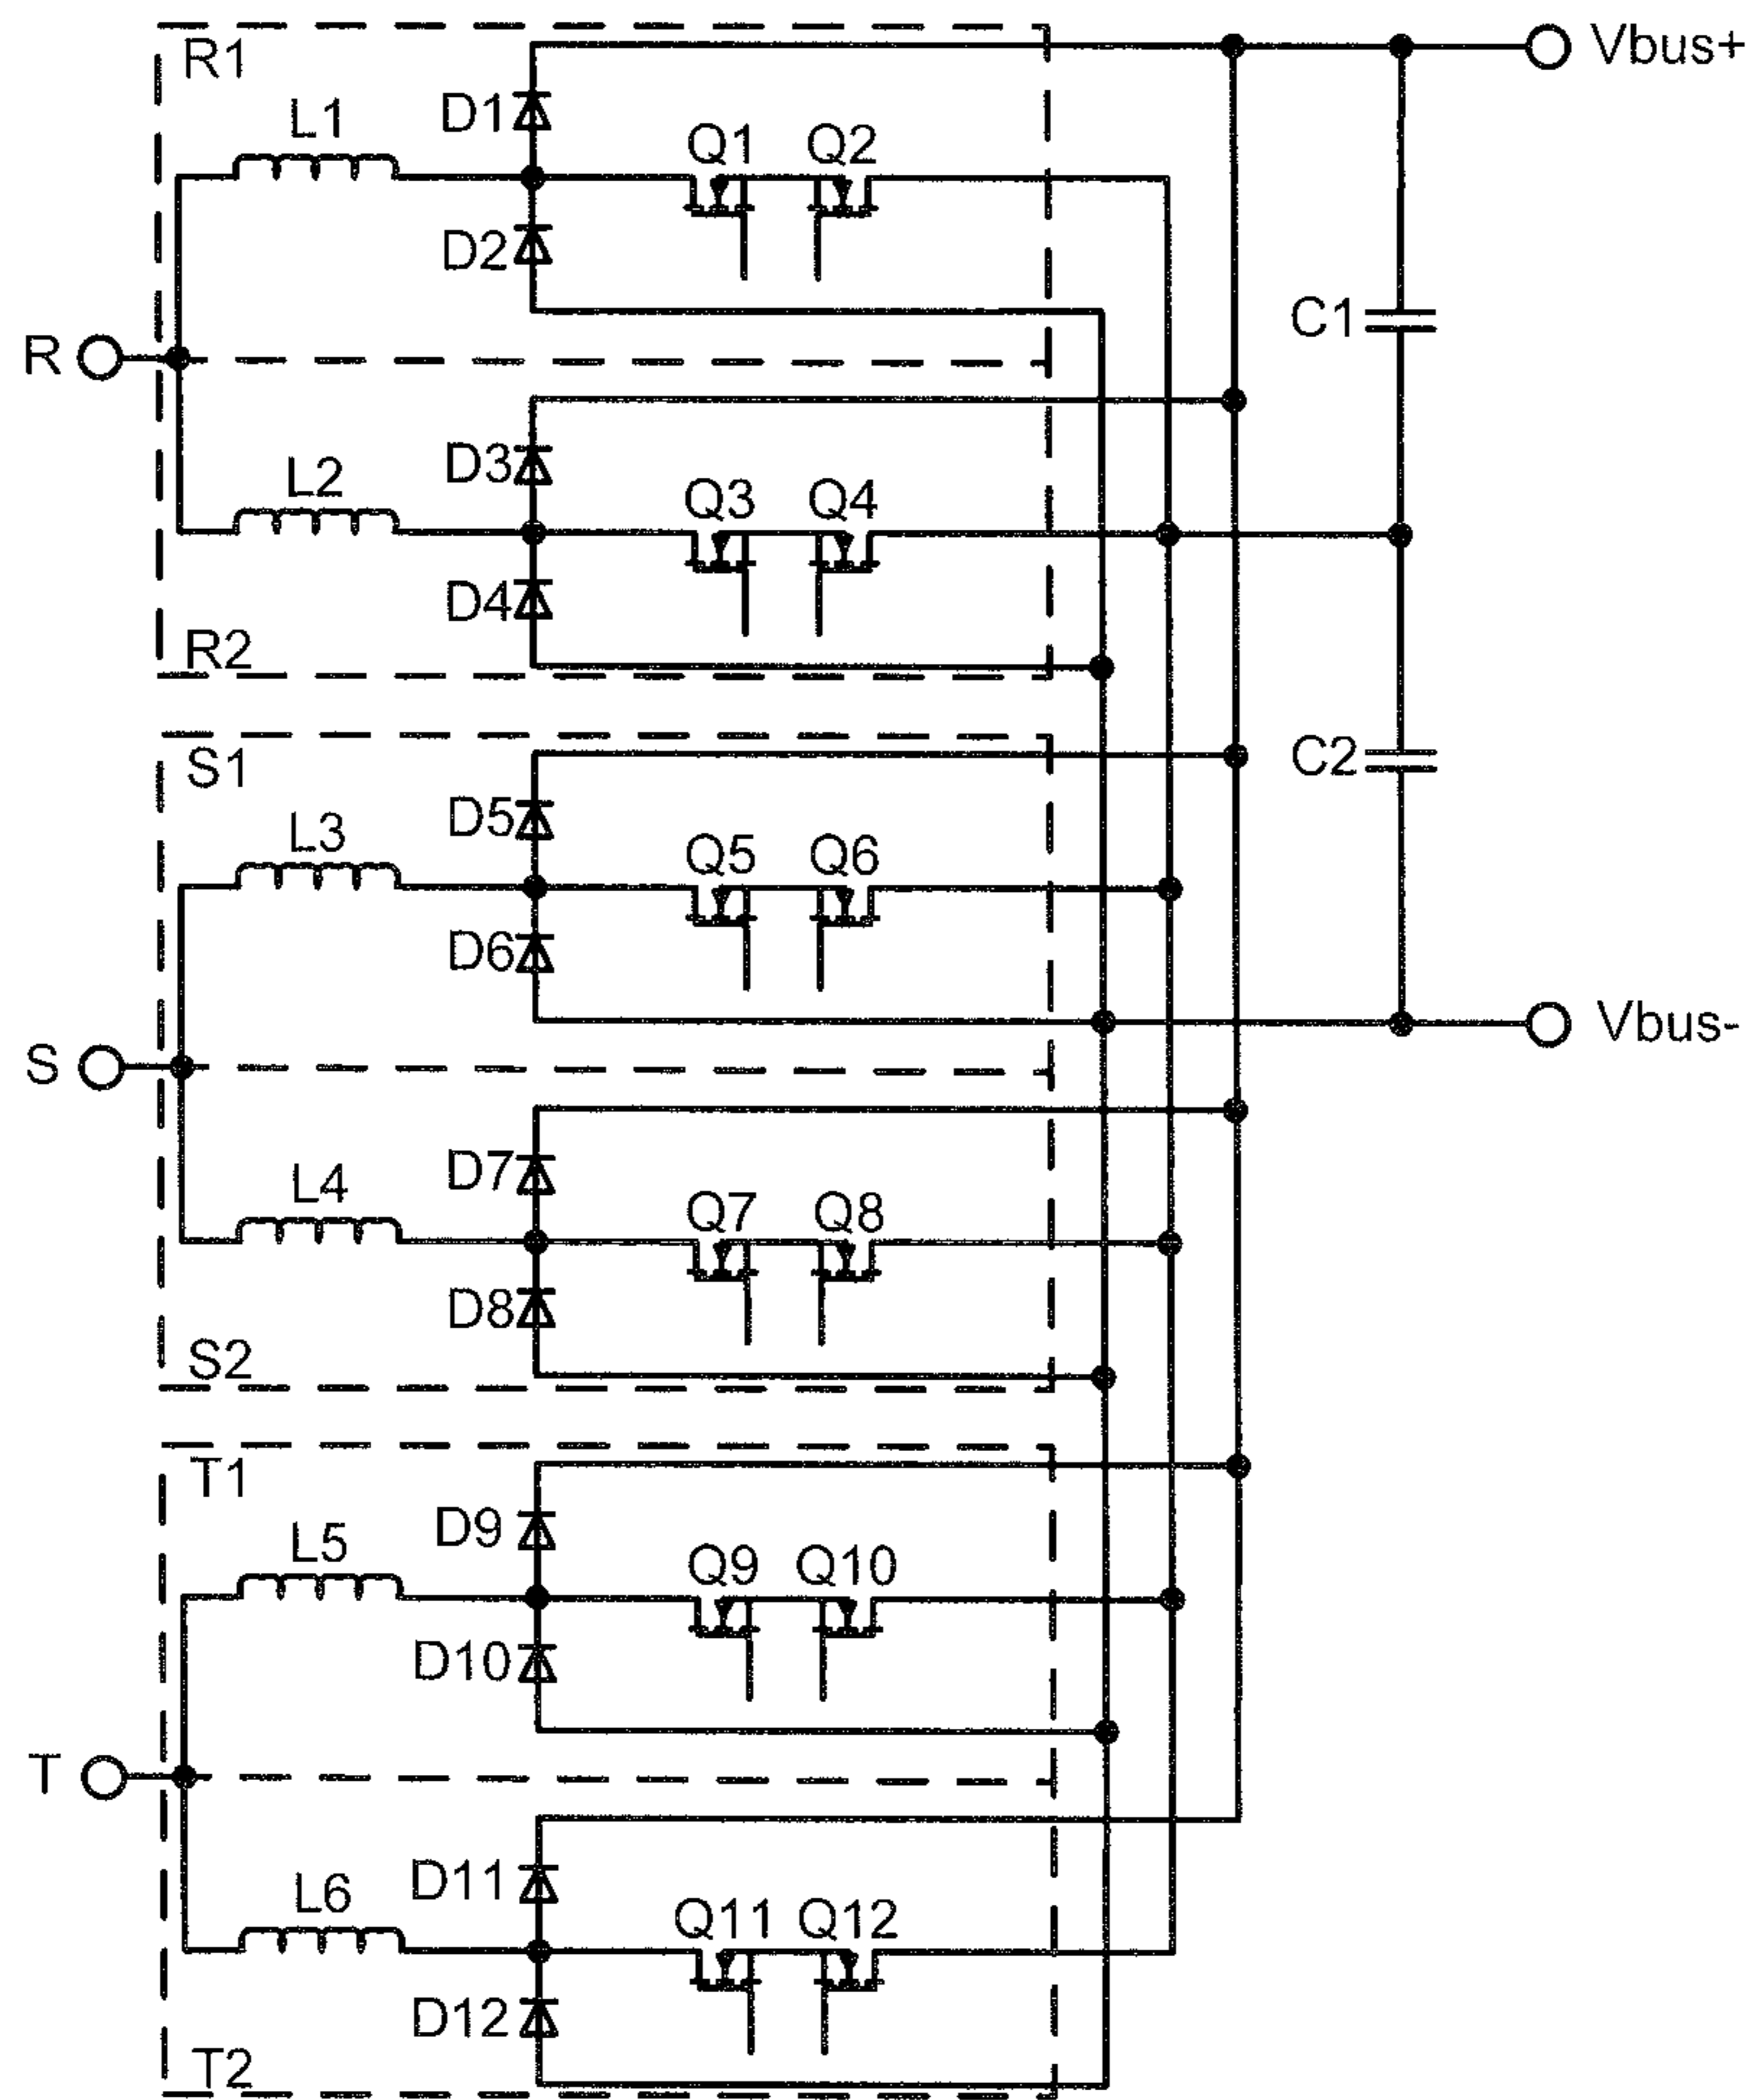 R1
Vbus+
L1
D1
Q1
Q2
D2
C1
R
L2
D3
Q3
Q4
D4
R2
S1
C2
L3
D5
Q5
Q6
D6
Vbus-
S
L4
D7
Q7
Q8
D8
S2
T1
L5
D9
Q9
Q10
D10
T
L6
D11
Q11
Q12
D12
T2